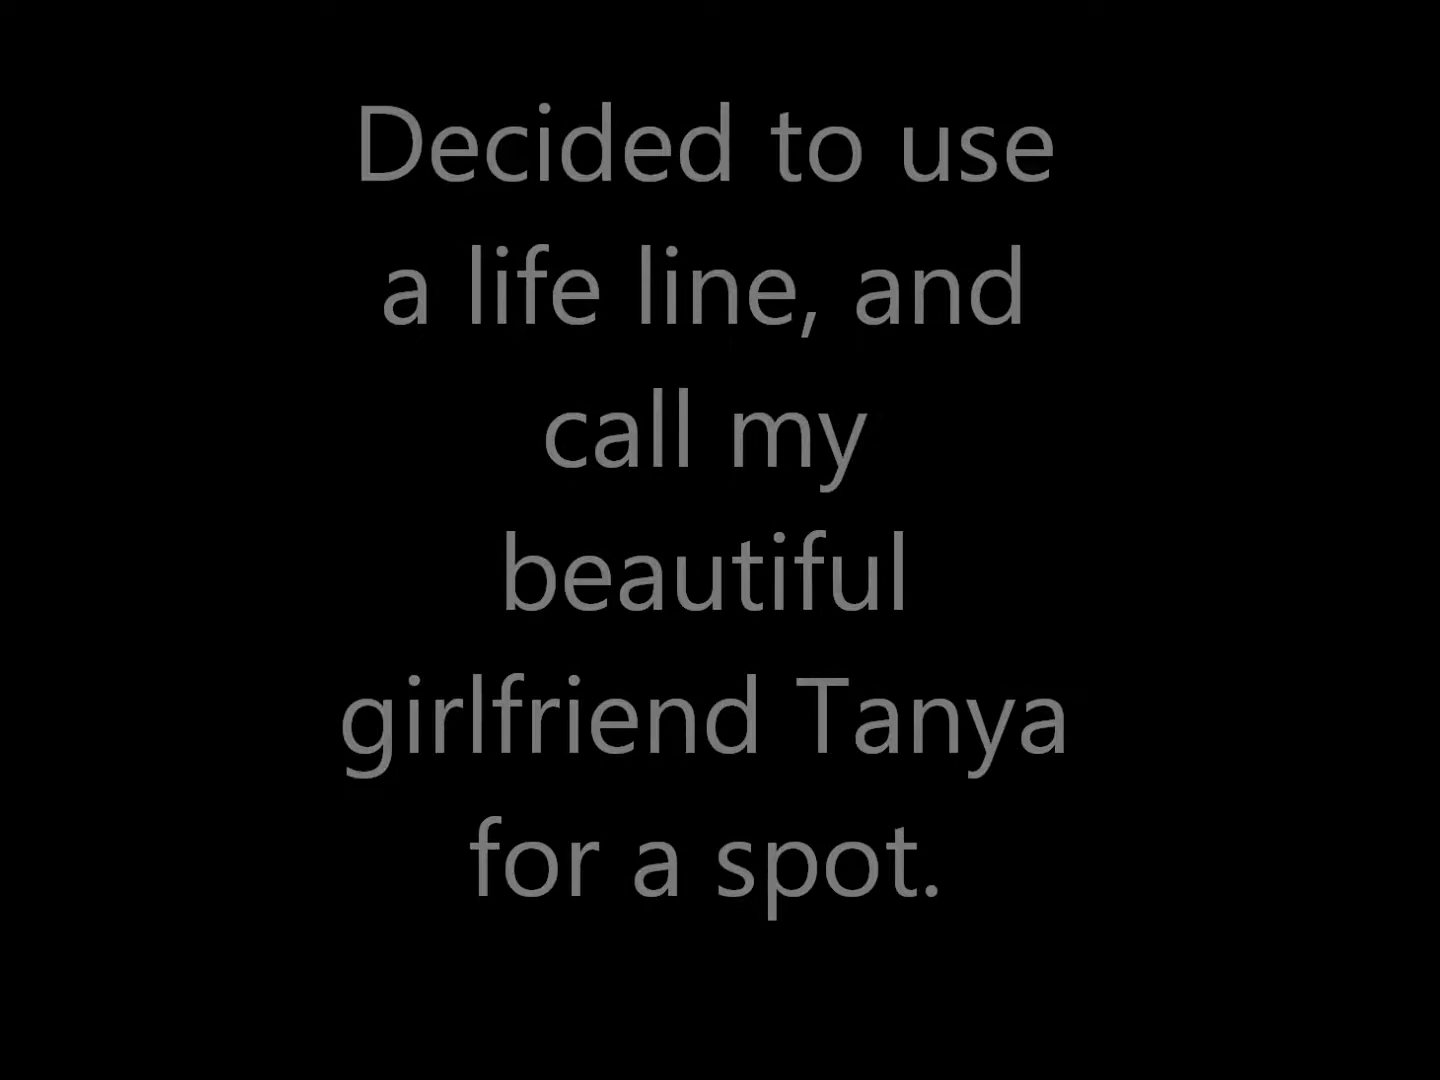 Decided to use
a life line, and
call my
beautiful
girlfriend Tanya
for a spot.